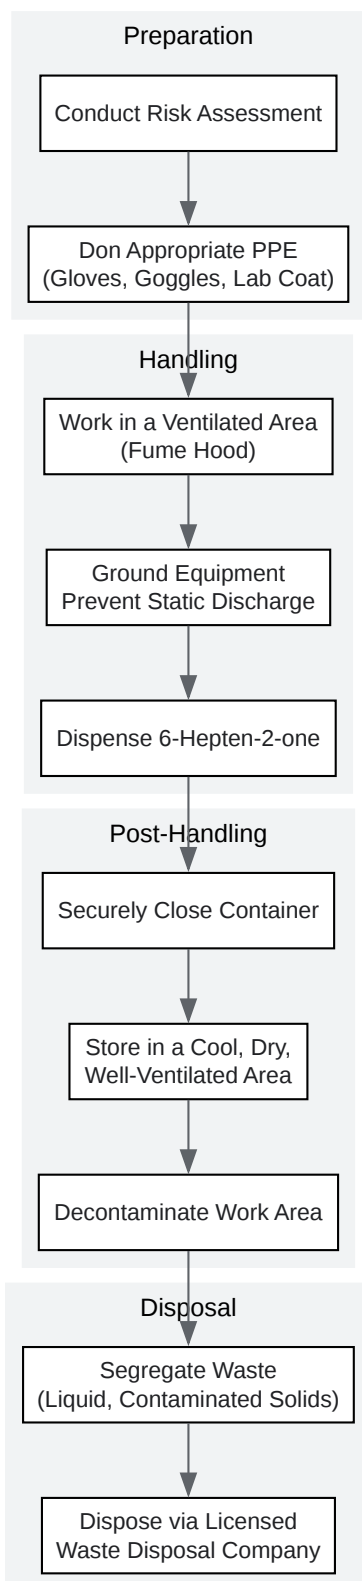 Preparation
Conduct Risk Assessment
Don Appropriate PPE
(Gloves, Goggles, Lab Coat)
Handling
Work in a Ventilated Area
(Fume Hood)
Ground Equipment
Prevent Static Discharge
Dispense 6-Hepten-2-one
Post-Handling
Securely Close Container
Store in a Cool, Dry,
Well-Ventilated Area
Decontaminate Work Area
Disposal
Segregate Waste
(Liquid, Contaminated Solids)
Dispose via Licensed
Waste Disposal Company